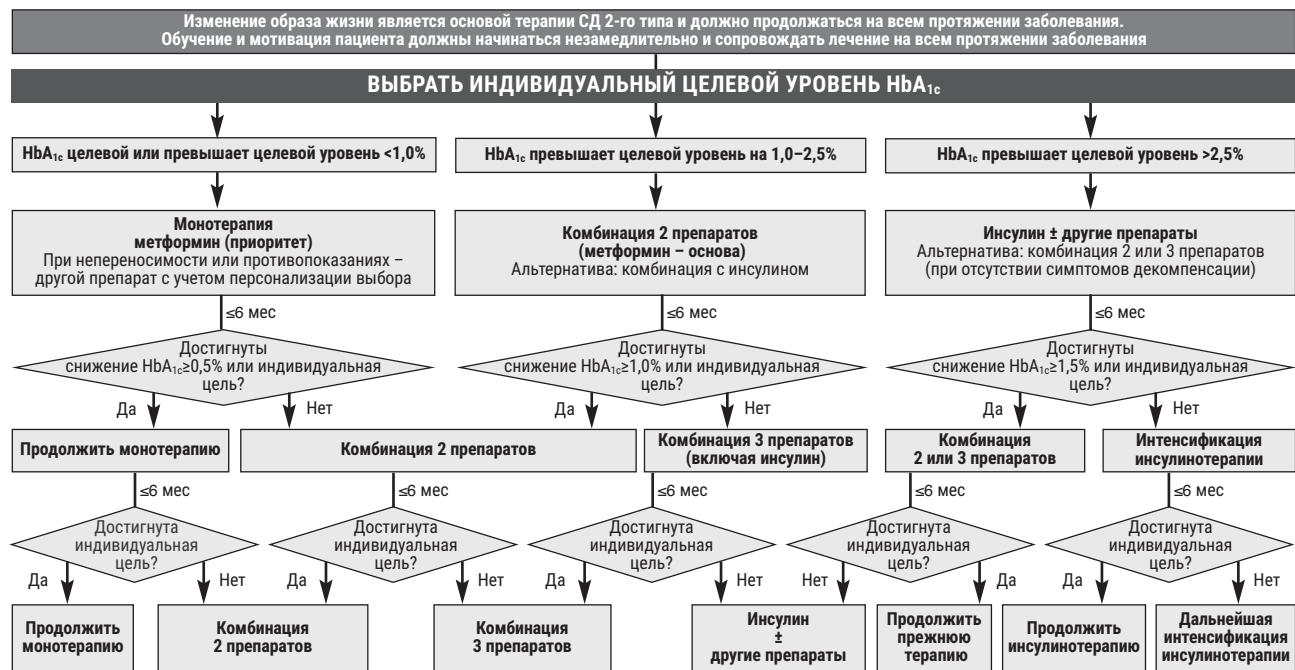 Изменение образа жизни является основой терапии СД 2-го типа и должно продолжаться на всем протяжении заболевания.
Обучение и мотивация пациента должны начинаться незамедлительно и сопровождать лечение на всем протяжении заболевания
ВЫБРАТЬ ИНДИВИДУАЛЬНЫЙ ЦЕЛЕВОЙ УРОВЕНЬ HbA1c
HbA1c целевой или превышает целевой уровень <1,0%
HbA1c превышает целевой уровень на 1,0–2,5%
HbA1c превышает целевой уровень >2,5%
Монотерапия
метформин (приоритет)
При непереносимости или противопоказаниях –
другой препарат с учетом персонализации выбора
Комбинация 2 препаратов
(метформин – основа)
Альтернатива: комбинация с инсулином
Инсулин ± другие препараты
Альтернатива: комбинация 2 или 3 препаратов
(при отсутствии симптомов декомпенсации)
≤6 мес
≤6 мес
≤6 мес
Достигнуты
снижение HbA1c≥0,5% или индивидуальная
цель?
Достигнуты
снижение HbA1c≥1,0% или индивидуальная
цель?
Достигнуты
снижение HbA1c≥1,5% или индивидуальная
цель?
Да
Нет
Да
Нет
Да
Нет
Продолжить монотерапию
Комбинация 2 препаратов
Комбинация 3 препаратов
(включая инсулин)
Комбинация
2 или 3 препаратов
Интенсификация
инсулинотерапии
≤6 мес
≤6 мес
≤6 мес
≤6 мес
≤6 мес
Достигнута
индивидуальная
цель?
Достигнута
индивидуальная
цель?
Достигнута
индивидуальная
цель?
Достигнута
индивидуальная
цель?
Достигнута
индивидуальная
цель?
Да
Нет
Да
Нет
Да
Нет
Нет
Да
Да
Нет
Продолжить
монотерапию
Комбинация
2 препаратов
Комбинация
3 препаратов
Инсулин
±
другие препараты
Продолжить
прежнюю
терапию
Продолжить
инсулинотерапию
Дальнейшая
интенсификация
инсулинотерапии